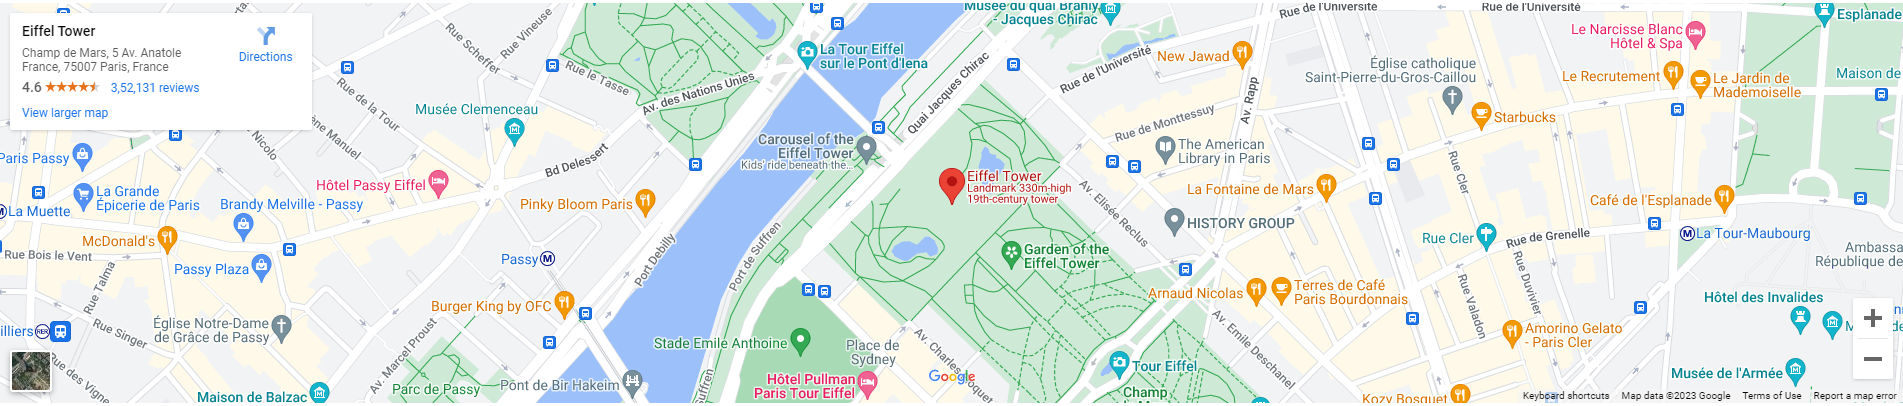 Eiffel Tower
Champ de Mars, 5 Av. Anatole
France, 75007 Paris, France
4.6
3,52,131 reviews
View larger map
Directions
Rue Scheffer
Rue Vineuse
Rue le Tasse
Av. des Nations Unies
Rue de la Tour
Musée Clemenceau
Nicolo
Bd Delessert
Paris Passy
La Grande
Épicerie de Paris
La Muette
Hôtel Passy Eiffel
Brandy Melville - Passy
McDonald's
Rue Bois le Vent
Passy Plaza
Rue Talma
Passy
Pinky Bloom Paris
Port Debilly
Burger King by OFC
Rue Singer
Église Notre-Dame
de Grâce de Passy
Av. Marcel Proust
Rue des Vignes
Parc de Passy
Maison de Balzac
Pont de Bir Hakeim
La Tour Eiffel
sur le Pont d'Iena
Carousel of the
Eiffel Tower
Kids' ride beneath the...
Quai Jacques Chirac
Port de Suffren
Suffren
Stade Emile Anthoine
Place de
Sydney
Hôtel Pullman
Paris Tour Eiffel
Google
Musée du quai Branly
- Jacques Chirac
Rue de l'Université
Rue de l'Université
Rue de l'Université
New Jawad
Av. Rapp
Rue de Monttessuy
The American
Library in Paris
Eiffel Tower
Landmark 330m-high
19th-century tower
Av. Elisée Reclus
Garden of the
Eiffel Tower
HISTORY GROUP
La Fontaine de Mars
Arnaud Nicolas
Terres de Café
Paris Bourdonnais
Av. Emile Deschanel
Tour Eiffel
Champ
Église catholique
Saint-Pierre-du-Gros-Caillou
Le Narcisse Blanc
Hôtel & Spa
Le Recrutement
Le Jardin de
Mademoiselle
Starbucks
Esplanade
Maison de
Rue Cler
Café de l'Esplanade
Rue Cler
Rue de Grenelle
La Tour-Maubourg
Ambassa
République de
Rue Valadon
Rue Duvivier
Hôtel des Invalides
Amorino Gelato
- Paris Cler
Musée de l'Armée
Kozy Bosquet
Keyboard shortcuts
Map data ©2023 Google
Terms of Use
Report a map error